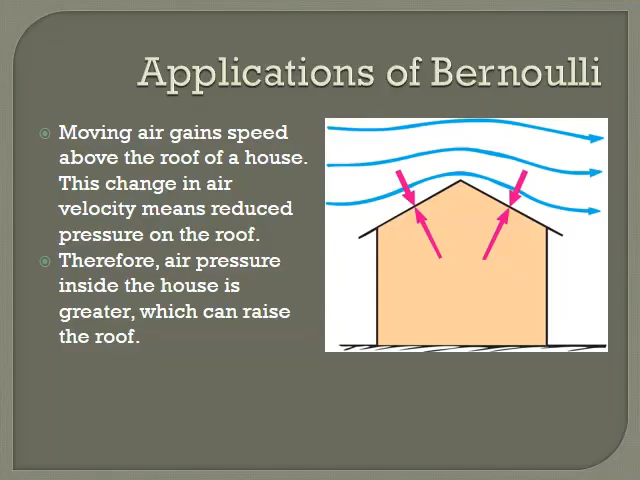 Applications of Bernoulli
Moving air gains speed
above the roof of a house.
This change in air
velocity means reduced
pressure on the roof.
Therefore, air pressure
inside the house is
greater, which can raise
the roof.